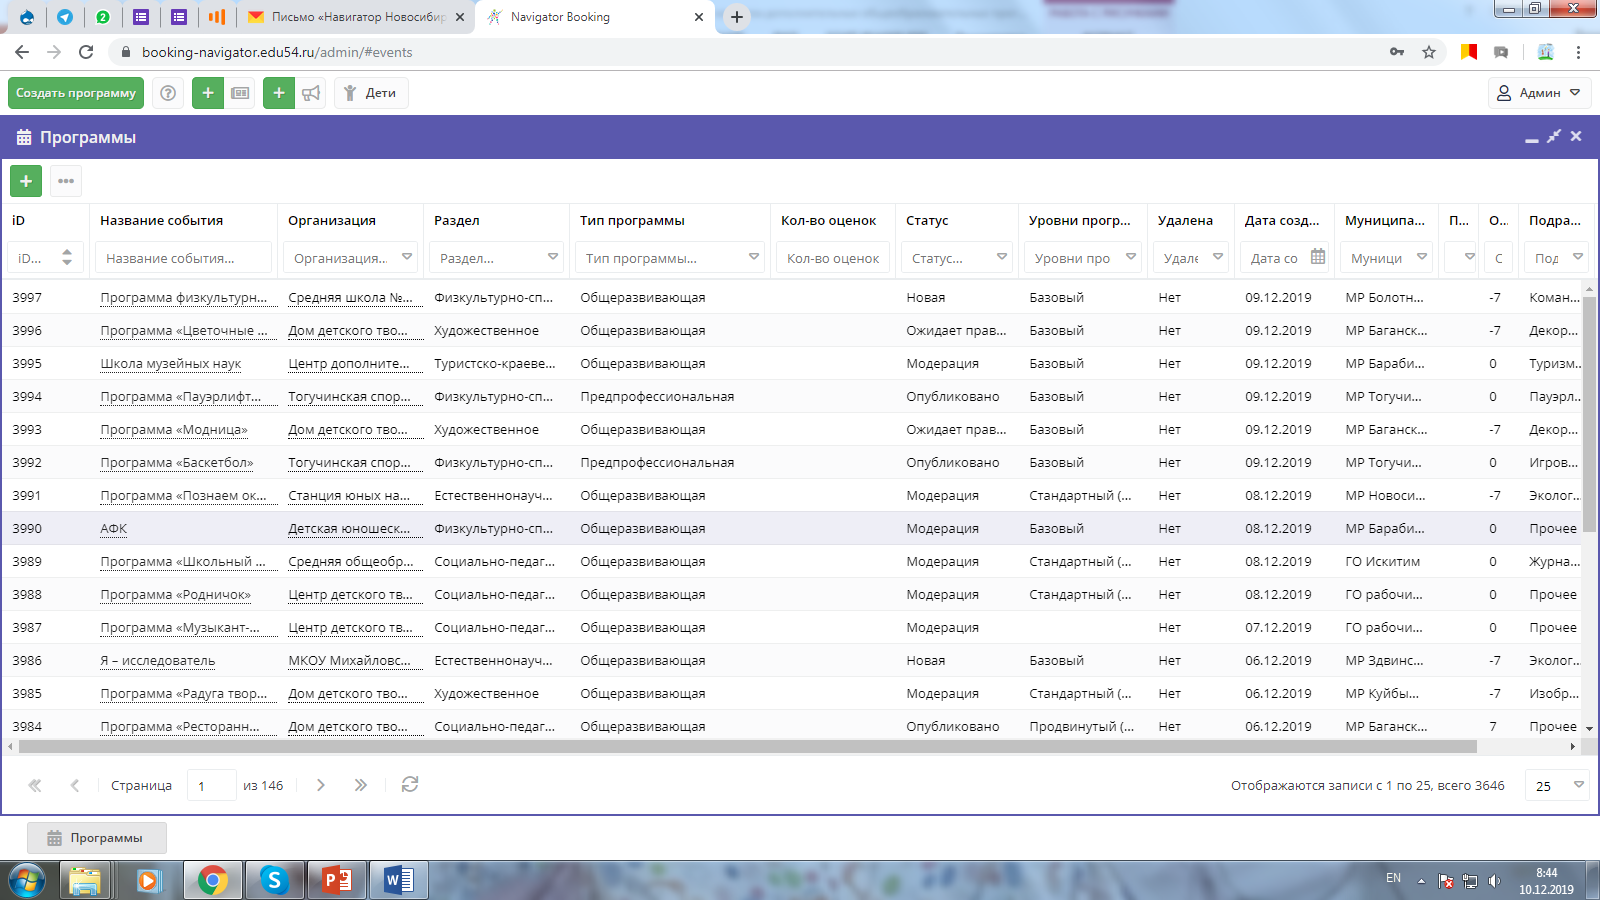 Письмо «Навигатор Новосибир
Navigator Booking
booking-navigator.edu54.ru/admin/#events
Создать программу
Дети
Админ
Программы
iD Название события Организация Раздел Тип программы Кол-во оценок Статус Уровни прогр... Удалена Дата созд... Муниципа... П... О... Подра...
iD... Название события... Организация... Раздел... Тип программы... Кол-во оценок Статус... Уровни про Удале Дата со Муници С Под
3997 Программа физкультурн... Средняя школа №... Физкультурно-сп... Общеразвивающая Новая Базовый Нет 09.12.2019 МР Болотн... -7 Коман...
3996 Программа «Цветочные ... Дом детского тво... Художественное Общеразвивающая Ожидает прав... Базовый Нет 09.12.2019 МР Баганск... -7 Декор...
3995 Школа музейных наук Центр дополните... Туристско-краеве... Общеразвивающая Модерация Базовый Нет 09.12.2019 МР Бараби... 0 Туризм...
3994 Программа «Пауэрлифт... Тогучинская спор... Физкультурно-сп... Предпрофессиональная Опубликовано Базовый Нет 09.12.2019 МР Тогучи... 0 Пауэрл...
3993 Программа «Модница» Дом детского тво... Художественное Общеразвивающая Ожидает прав... Базовый Нет 09.12.2019 МР Баганск... -7 Декор...
3992 Программа «Баскетбол» Тогучинская спор... Физкультурно-сп... Предпрофессиональная Опубликовано Базовый Нет 09.12.2019 МР Тогучи... 0 Игров...
3991 Программа «Познаем ок... Станция юных на... Естественнонауч... Общеразвивающая Модерация Стандартный (... Нет 08.12.2019 МР Новоси... -7 Эколог...
3990 АФК Детская юношеск... Физкультурно-сп... Общеразвивающая Модерация Базовый Нет 08.12.2019 МР Бараби... 0 Прочее
3989 Программа «Школьный ... Средняя общеобр... Социально-педаг... Общеразвивающая Модерация Стандартный (... Нет 08.12.2019 ГО Искитим 0 Журна...
3988 Программа «Родничок» Центр детского тв... Социально-педаг... Общеразвивающая Модерация Стандартный (... Нет 08.12.2019 ГО рабочи... 0 Прочее
3987 Программа «Музыкант-... Центр детского тв... Социально-педаг... Общеразвивающая Модерация Нет 07.12.2019 ГО рабочи... 0 Прочее
3986 Я – исследователь МКОУ Михайловс... Естественнонауч... Общеразвивающая Новая Базовый Нет 06.12.2019 МР Здвинс... -7 Эколог...
3985 Программа «Радуга твор... Дом детского тво... Художественное Общеразвивающая Модерация Стандартный (... Нет 06.12.2019 МР Куйбы... -7 Изобр...
3984 Программа «Ресторанн... Дом детского тво... Социально-педаг... Общеразвивающая Опубликовано Продвинутый (... Нет 06.12.2019 МР Баганск... 7 Прочее
Страница 1 из 146
Отображаются записи с 1 по 25, всего 3646 25
Программы
EN
8:44
10.12.2019